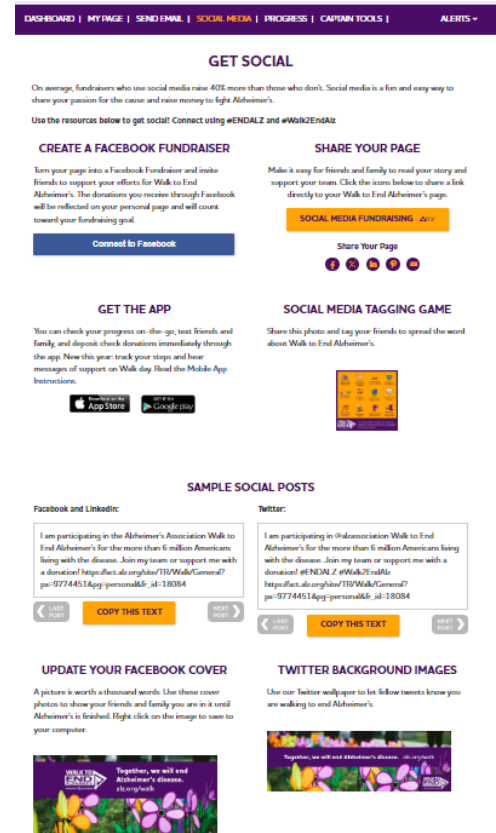 DASHBOARD | MY PAGE | SEND EMAIL | SOCIAL MEDIA | PROGRESS | CAPTAIN TOOLS | ALERTS
GET SOCIAL
On average, fundraisers who use social media raise 40% more than those who don't. Social media is a fun and easy way to
share your passion for the cause and raise money to fight Alzheimer's.
Use the resources below to get social! Connect using #ENDALZ and #Walk2EndAlz
CREATE A FACEBOOK FUNDRAISER
Turn your page into a Facebook Fundraiser and invite
friends to support your efforts for Walk to End
Alzheimer's. The donations you receive through Facebook
will be reflected on your personal page and will count
toward your fundraising goal.
Connect to Facebook
SHARE YOUR PAGE
Make it easy for friends and family to read your story and
support your team. Click the icons below to share a link
directly to your Walk to End Alzheimer's page.
SOCIAL MEDIA FUNDRAISING PDF
Share Your Page
GET THE APP
You can check your progress on-the-go, text friends and
family, and deposit check donations immediately through
the app. New this year: track your steps and hear
messages of support on Walk day. Read the Mobile App
Instructions.
Download on the
App Store
GET IT ON
Google play
SOCIAL MEDIA TAGGING GAME
Share this photo and tag your friends to spread the word
about Walk to End Alzheimer's.
SAMPLE SOCIAL POSTS
Facebook and LinkedIn:
I am participating in the Alzheimer's Association Walk to
End Alzheimer's for the more than 6 million Americans
living with the disease. Join my team or support me with
a donation! https://act.alz.org/site/TR/Walk/General?
px=9774451&pg=personal&fr_id=18084
LAST
POST
COPY THIS TEXT
NEXT
POST
Twitter:
I am participating in @alzassociation Walk to End
Alzheimer's for the more than 6 million Americans living
with the disease. Join my team or support me with a
donation! #ENDALZ #Walk2EndAlz
https://act.alz.org/site/TR/Walk/General?
px=9774451&pg=personal&fr_id=18084
LAST
POST
COPY THIS TEXT
NEXT
POST
UPDATE YOUR FACEBOOK COVER
A picture is worth a thousand words. Use these cover
photos to show your friends and family you are in it until
Alzheimer's is finished. Right click on the image to save to
your computer.
WALK TO
END
Together, we will end
Alzheimer's disease.
alz.org/walk
TWITTER BACKGROUND IMAGES
Use our Twitter wallpaper to let fellow tweets know you
are walking to end Alzheimer's.
Together, we will end Alzheimer's disease. alz.org/walk